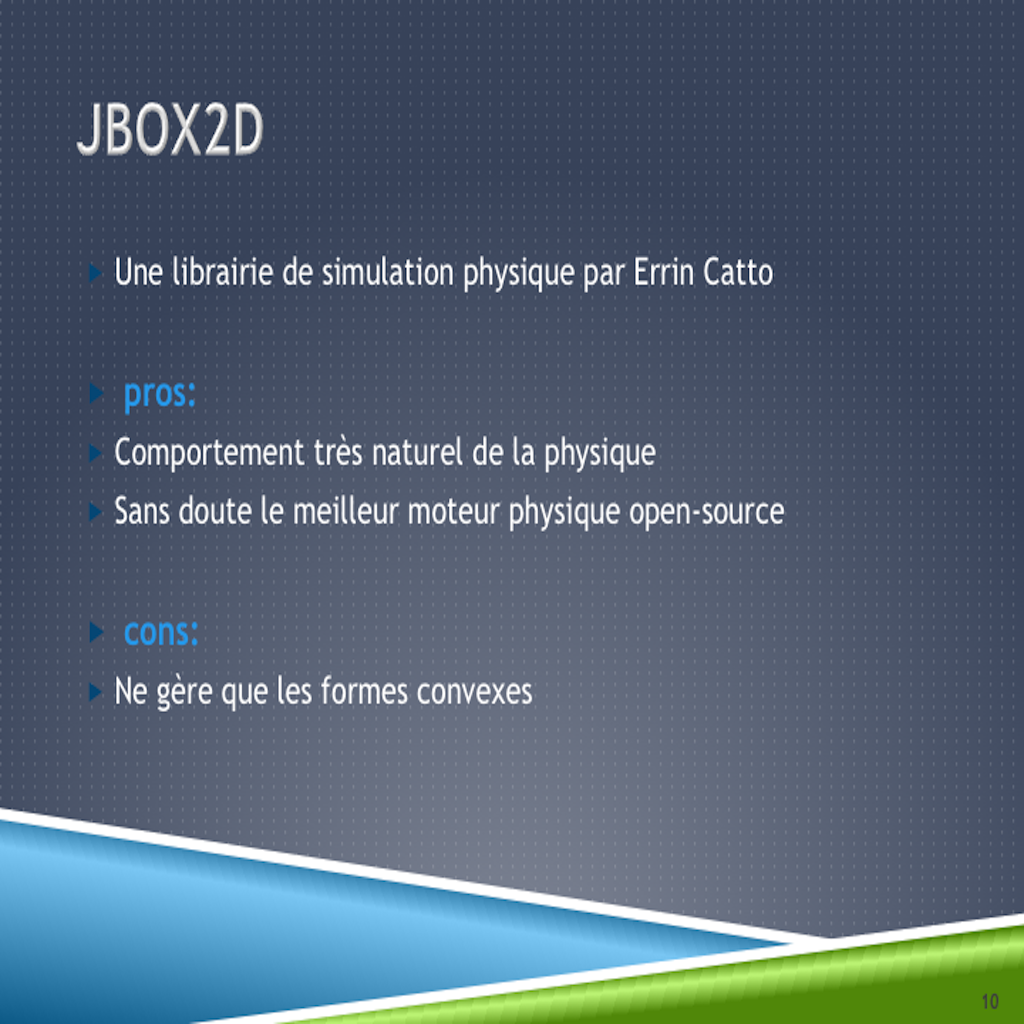 JBOX2D
Une librairie de simulation physique par Errin Catto
pros:
Comportement très naturel de la physique
Sans doute le meilleur moteur physique open-source
cons:
Ne gère que les formes convexes
10